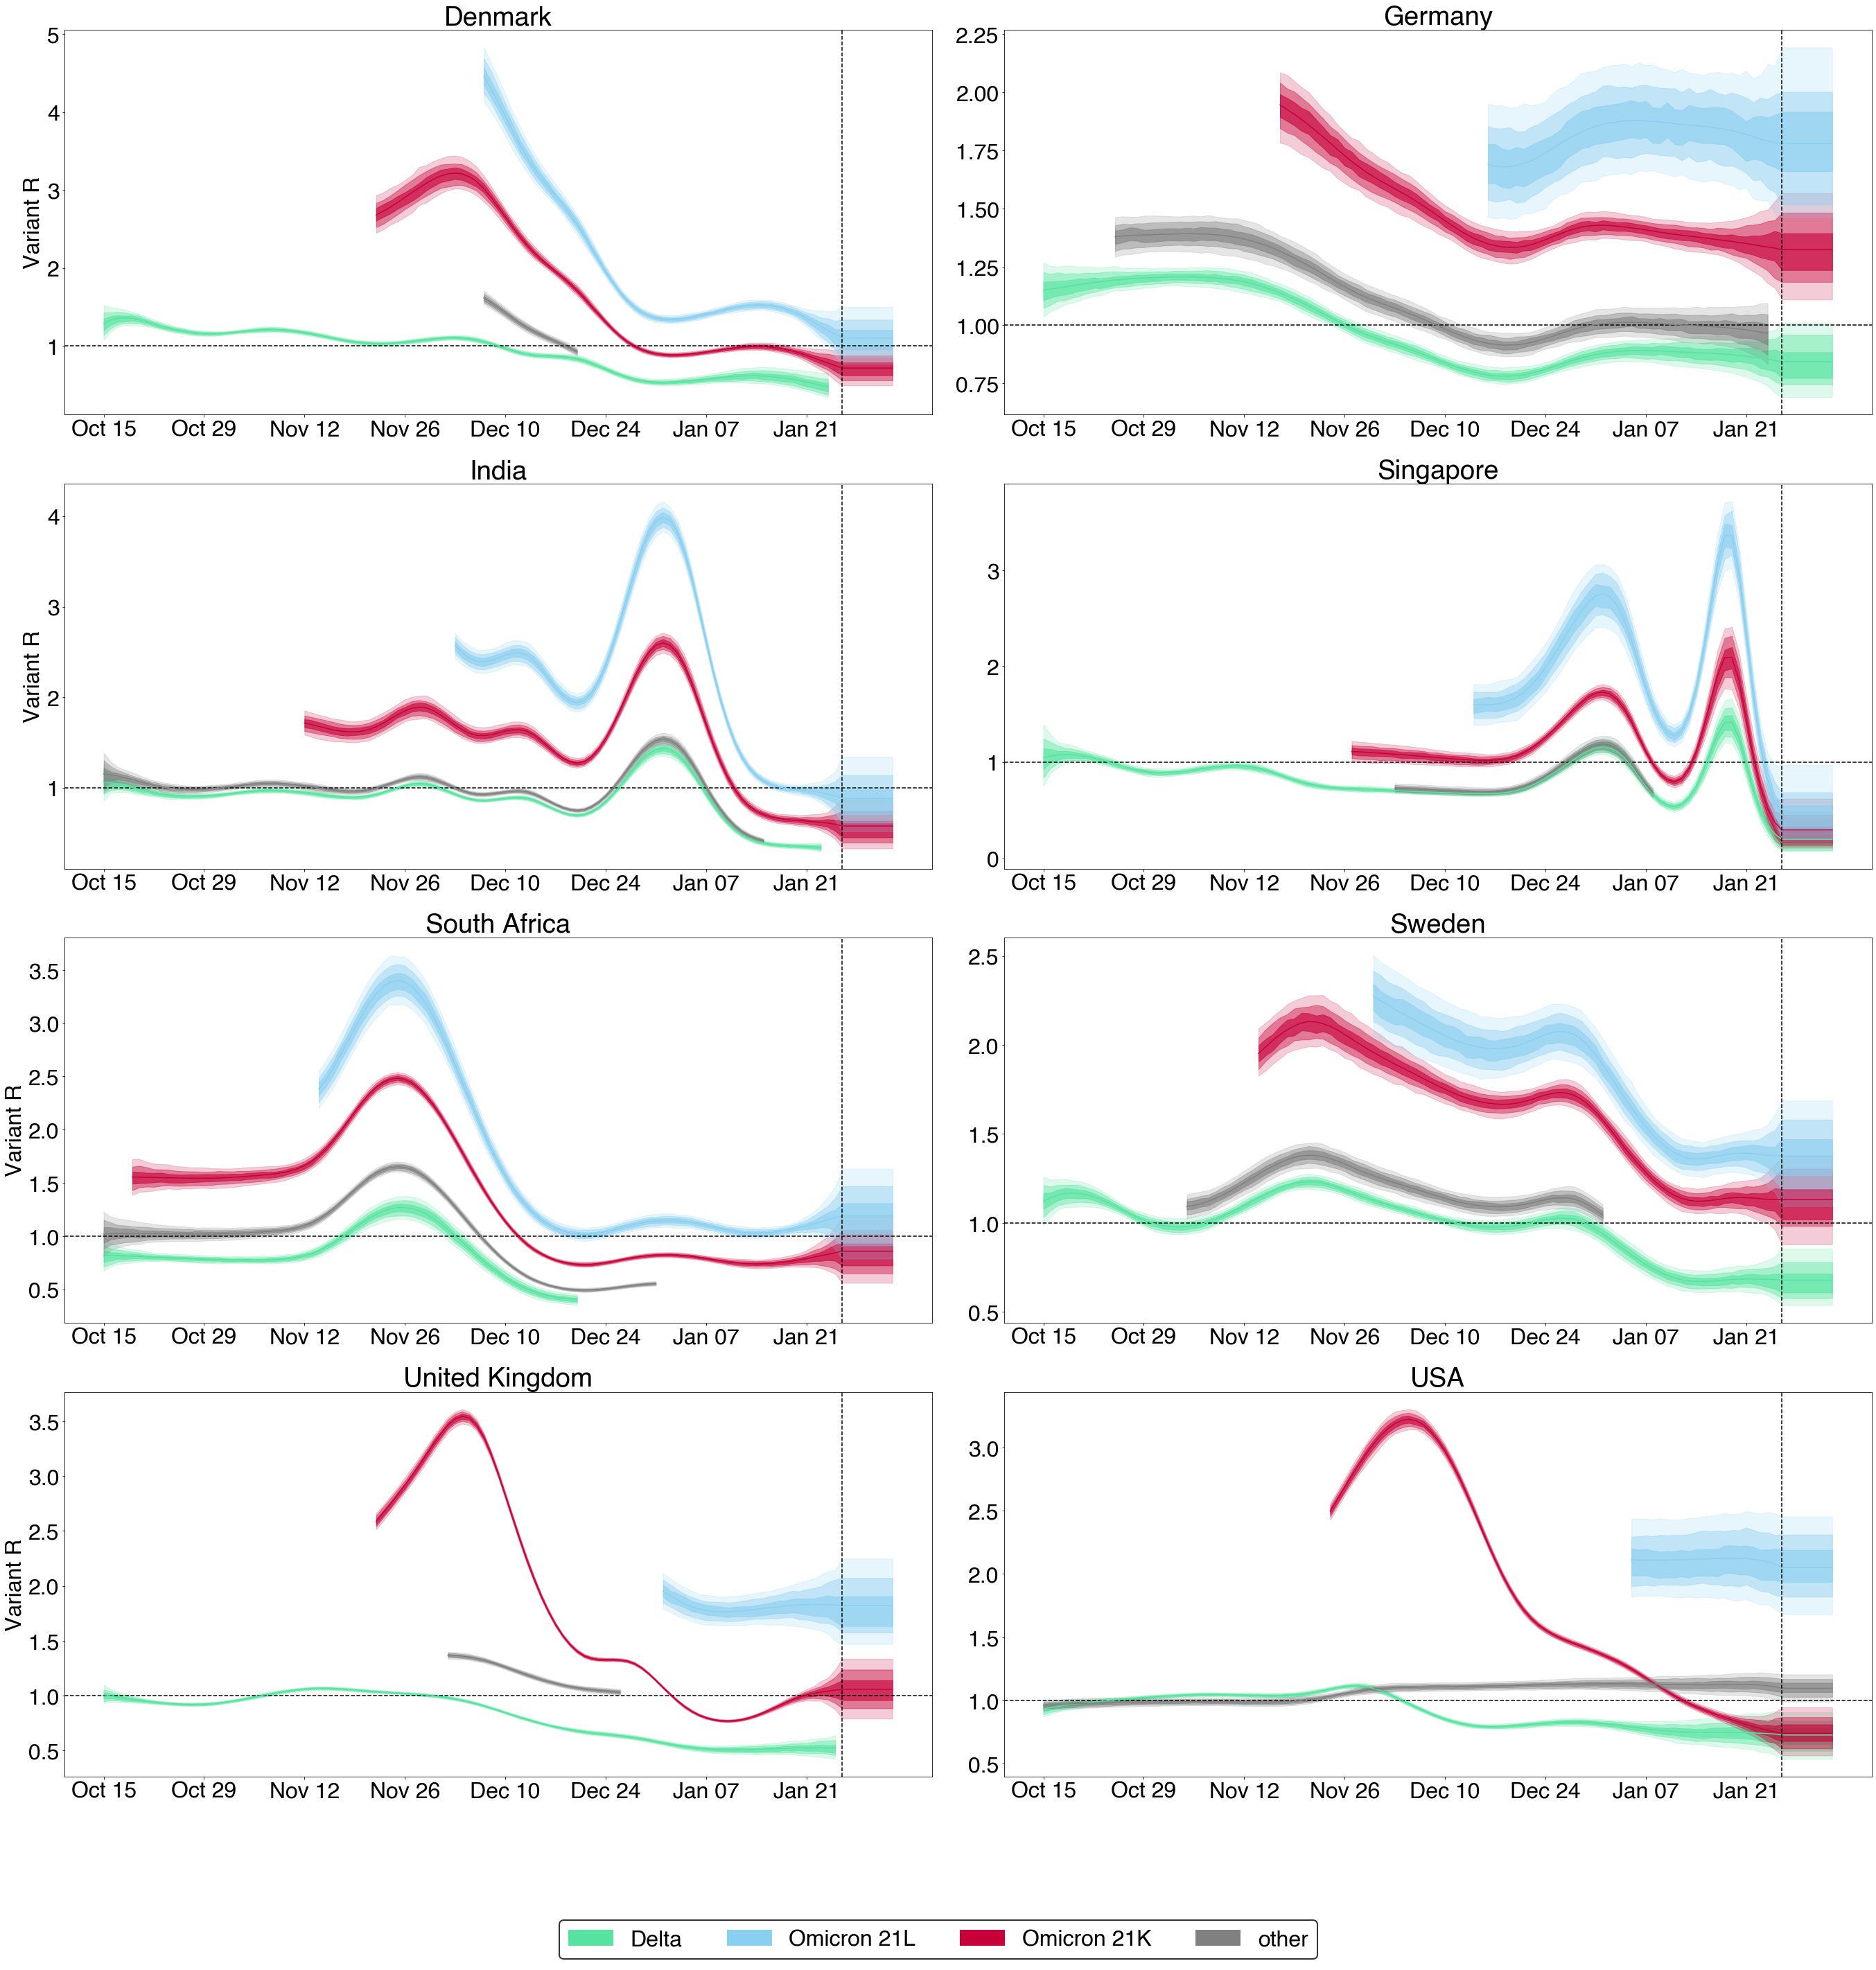 Denmark
Variant R
5
4
3
2
1
Oct 15 Oct 29 Nov 12 Nov 26 Dec 10 Dec 24 Jan 07 Jan 21
Germany
2.25
2.00
1.75
1.50
1.25
1.00
0.75
Oct 15 Oct 29 Nov 12 Nov 26 Dec 10 Dec 24 Jan 07 Jan 21
India
Variant R
4
3
2
1
Oct 15 Oct 29 Nov 12 Nov 26 Dec 10 Dec 24 Jan 07 Jan 21
Singapore
3
2
1
0
Oct 15 Oct 29 Nov 12 Nov 26 Dec 10 Dec 24 Jan 07 Jan 21
South Africa
Variant R
3.5
3.0
2.5
2.0
1.5
1.0
0.5
Oct 15 Oct 29 Nov 12 Nov 26 Dec 10 Dec 24 Jan 07 Jan 21
Sweden
2.5
2.0
1.5
1.0
0.5
Oct 15 Oct 29 Nov 12 Nov 26 Dec 10 Dec 24 Jan 07 Jan 21
United Kingdom
Variant R
3.5
3.0
2.5
2.0
1.5
1.0
0.5
Oct 15 Oct 29 Nov 12 Nov 26 Dec 10 Dec 24 Jan 07 Jan 21
USA
3.0
2.5
2.0
1.5
1.0
0.5
Oct 15 Oct 29 Nov 12 Nov 26 Dec 10 Dec 24 Jan 07 Jan 21
Delta Omicron 21L Omicron 21K other